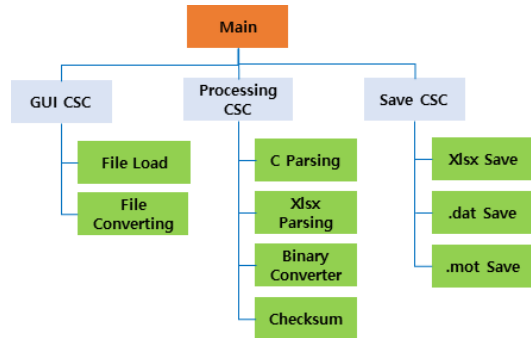 Main
GUI CSC
Processing
CSC
Save CSC
File Load
File
Converting
C Parsing
Xlsx
Parsing
Binary
Converter
Checksum
Xlsx Save
.dat Save
.mot Save